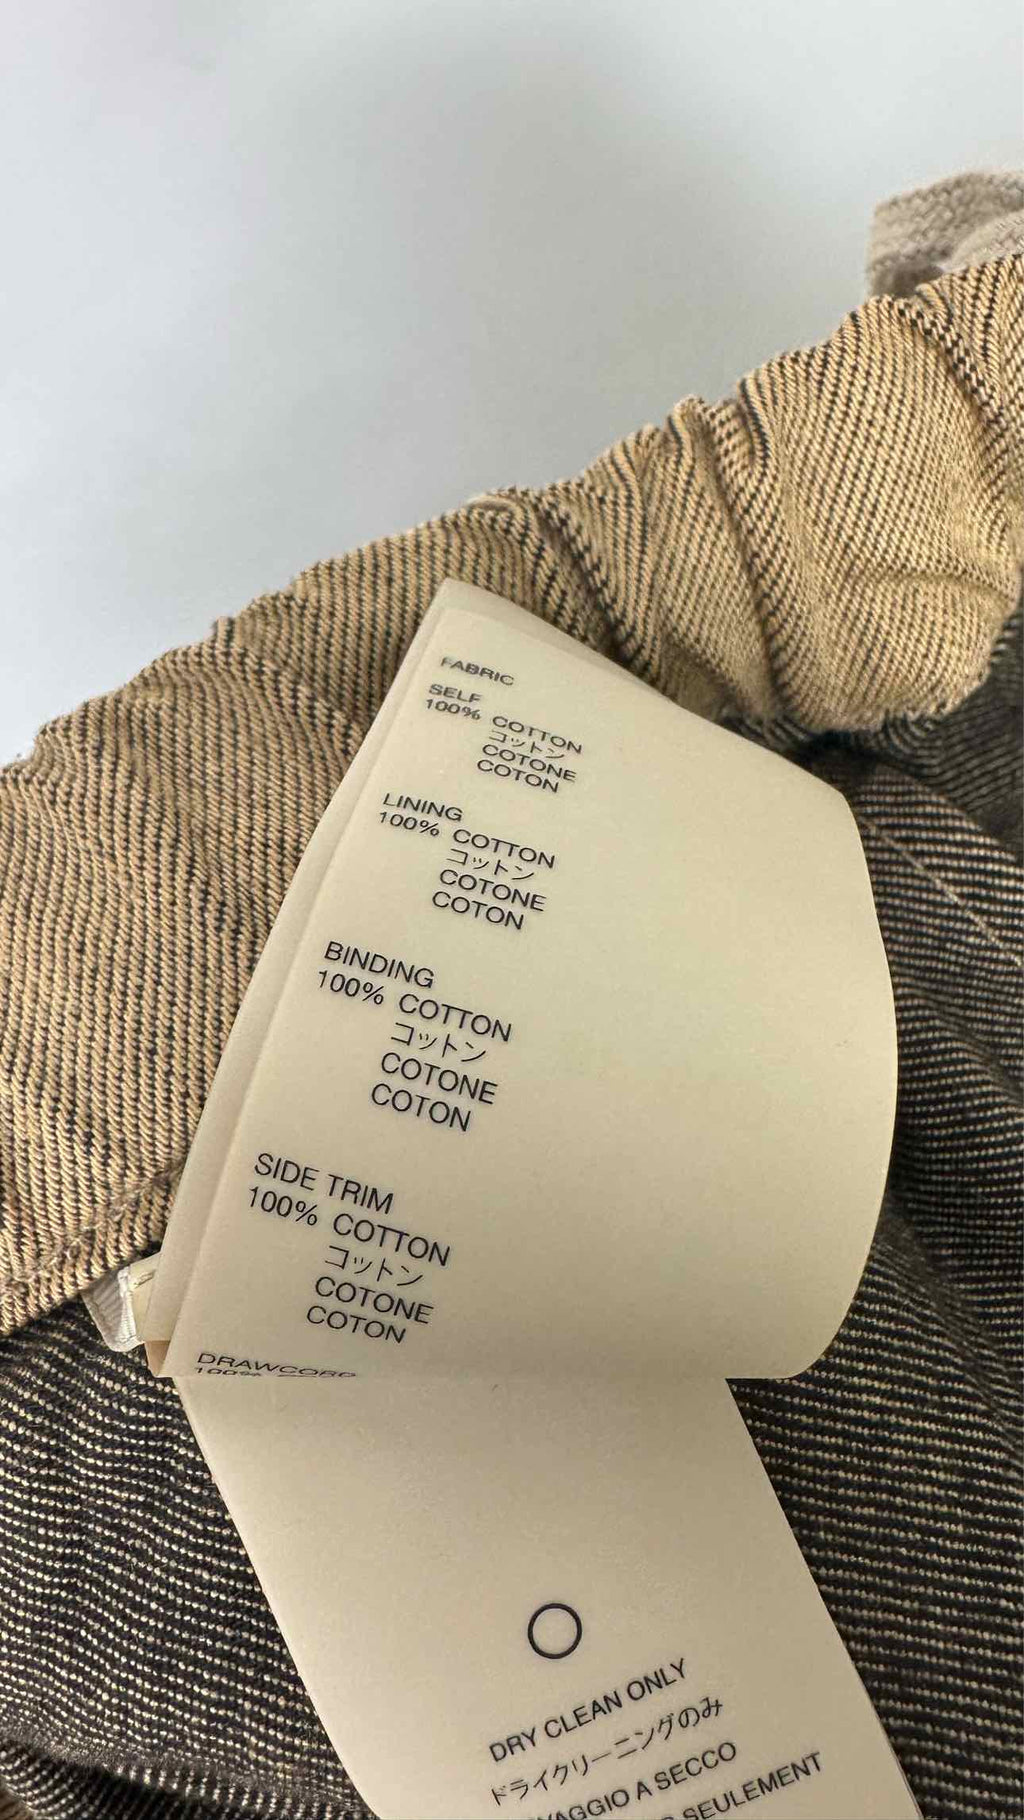 FABRIC
SELF
100% COTTON
コットン
COTONE
COTON
LINING
100% COTTON
コットン
COTONE
COTON
BINDING
100% COTTON
コットン
COTONE
COTON
SIDE TRIM
100% COTTON
コットン
COTONE
COTON
DRAWCORD
100%
DRY CLEAN ONLY
ドライクリーニングのみ
A SECCO
SEULEMENT